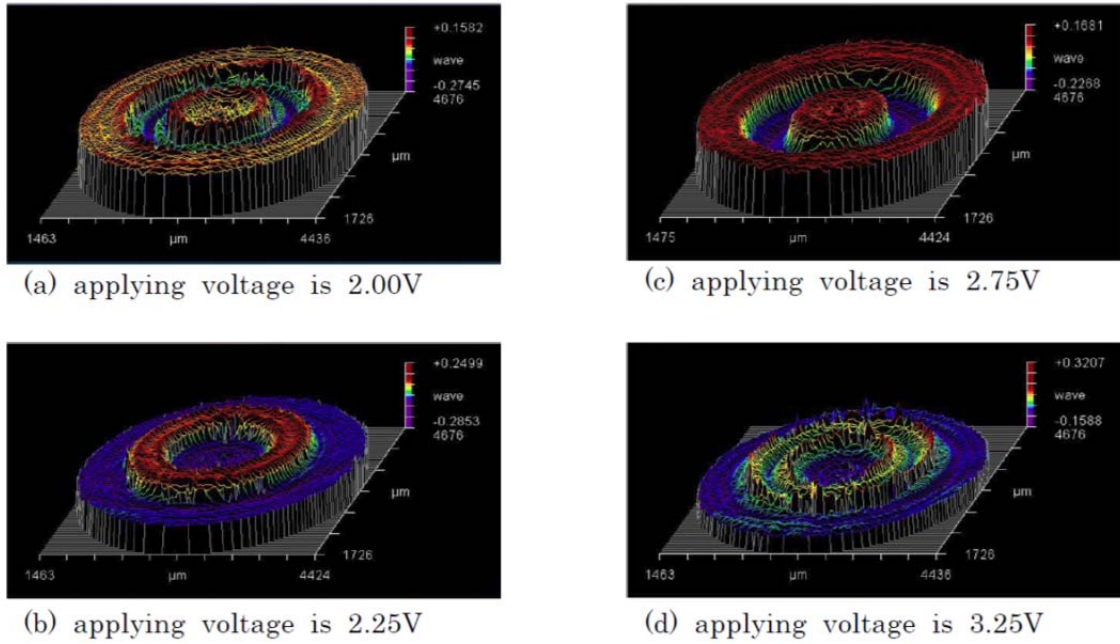 +0.1582
wave
-0.2745
4676
μm
1726
1463 μm 4436
(a) applying voltage is 2.00V
+0.1681
wave
-0.2268
4676
μm
1726
1475 μm 4424
(c) applying voltage is 2.75V
+0.2499
wave
-0.2853
4676
μm
1726
1463 μm 4424
(b) applying voltage is 2.25V
+0.3207
wave
-0.1588
4676
μm
1726
1463 μm 4436
(d) applying voltage is 3.25V